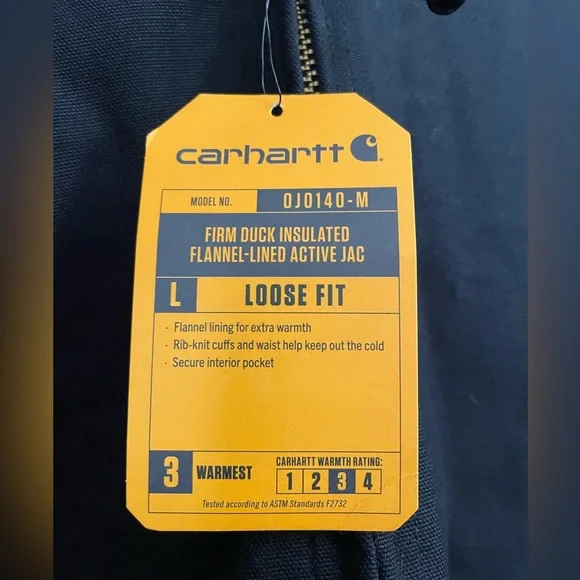 carhartt
MODEL NO. OJ0140-M
FIRM DUCK INSULATED
FLANNEL-LINED ACTIVE JAC
L LOOSE FIT
· Flannel lining for extra warmth
· Rib-knit cuffs and waist help keep out the cold
· Secure interior pocket
3 WARMEST
CARHARTT WARMTH RATING:
1 2 3 4
Tested according to ASTM Standards F2732